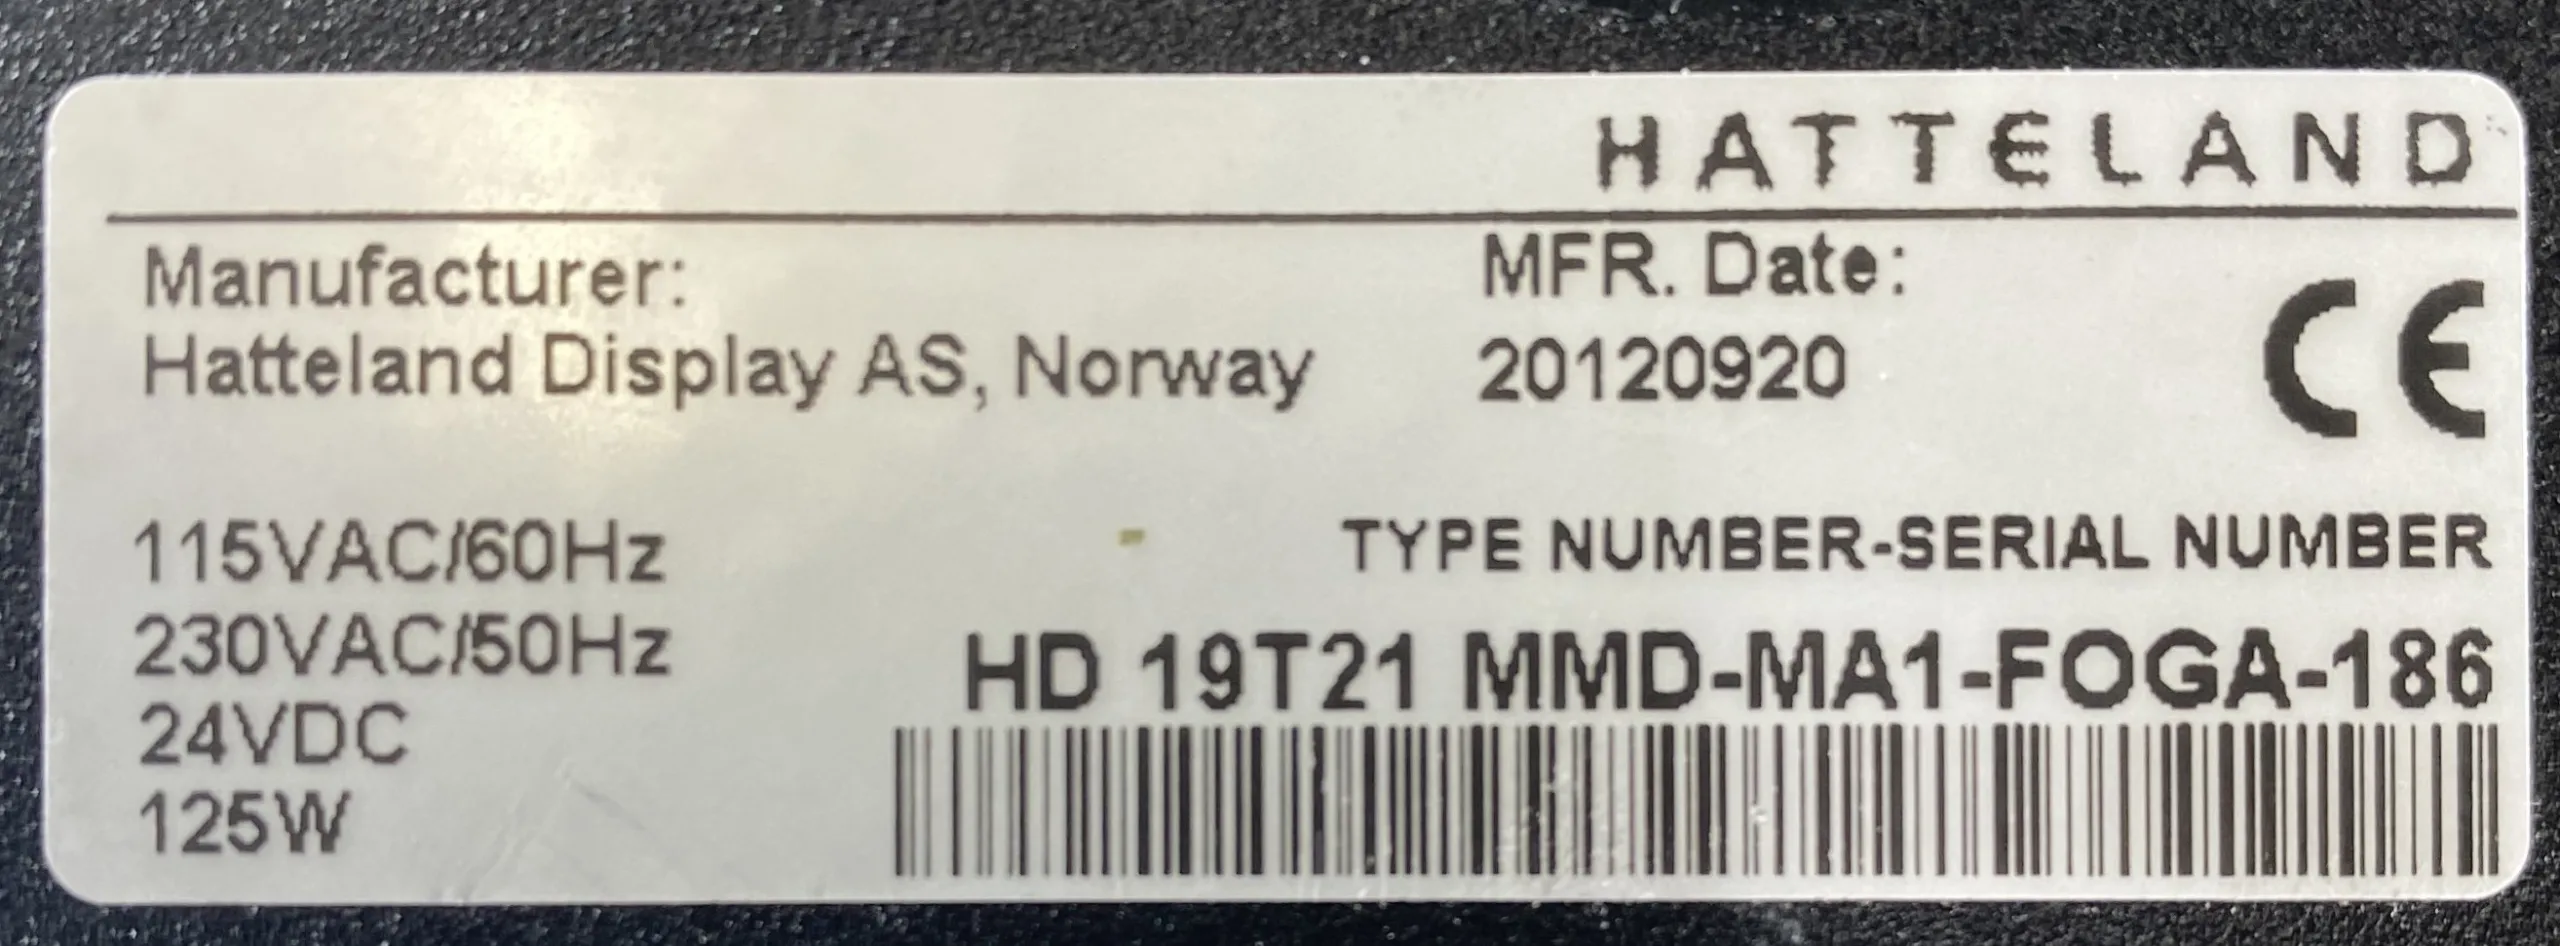 HATTELAND
Manufacturer:
Hatteland Display AS, Norway
MFR. Date:
20120920
CE
115VAC/60Hz
230VAC/50Hz
24VDC
125W
TYPE NUMBER-SERIAL NUMBER
HD 19T21 MMD-MA1-FOGA-186